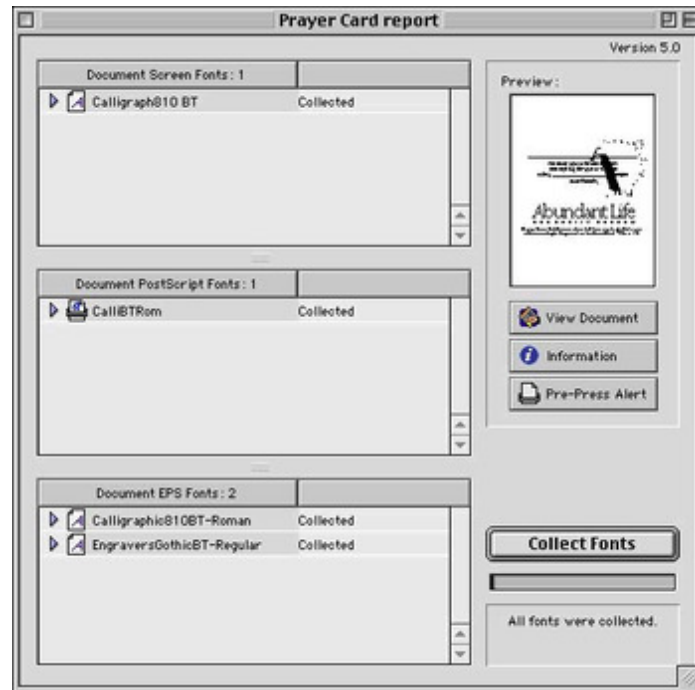 Prayer Card report
Version 5.0
Document Screen Fonts: 1
Calligraph810 BT Collected
Document PostScript Fonts: 1
CalliBTRom Collected
Document EPS Fonts: 2
Calligraphic810BT-Roman Collected
EngraversGothicBT-Regular Collected
Preview:
Abundant Life
View Document
Information
Pre-Press Alert
Collect Fonts
All fonts were collected.